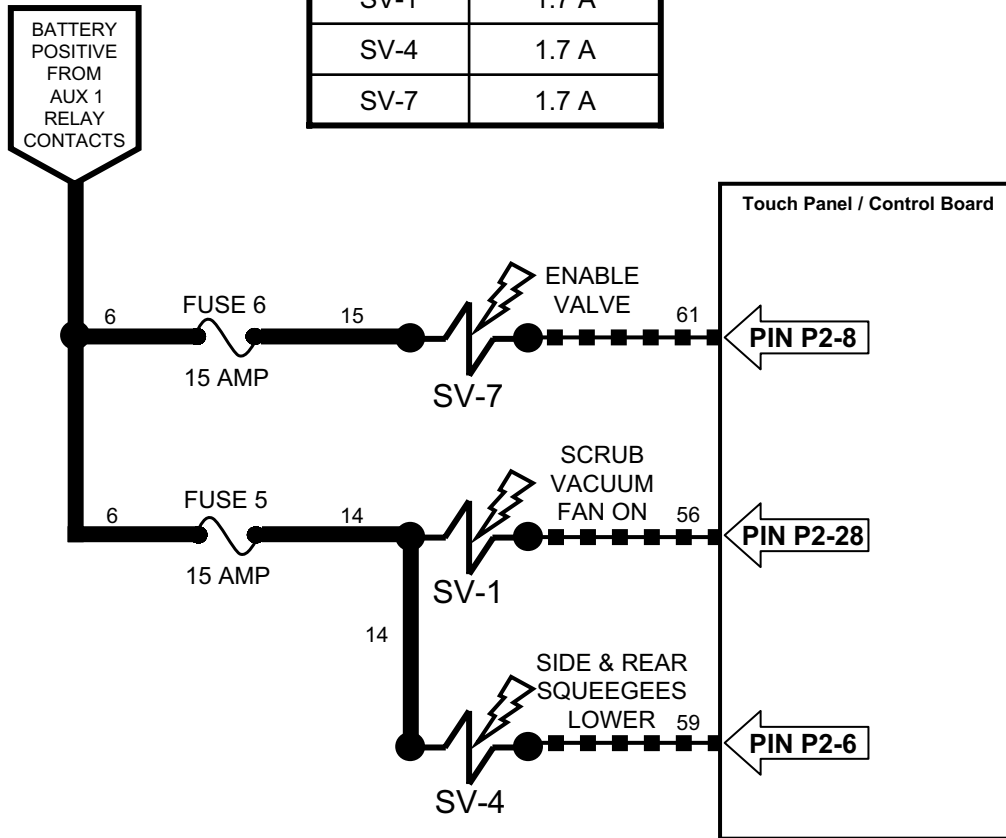 SV-1 1.7 A
SV-4 1.7 A
SV-7 1.7 A
BATTERY
POSITIVE
FROM
AUX 1
RELAY
CONTACTS
Touch Panel / Control Board
6
FUSE 6
15 AMP
15
SV-7
ENABLE
VALVE
61
PIN P2-8
6
FUSE 5
15 AMP
14
SV-1
SCRUB
VACUUM
FAN ON
56
PIN P2-28
14
SV-4
SIDE & REAR
SQUEEGEES
LOWER
59
PIN P2-6